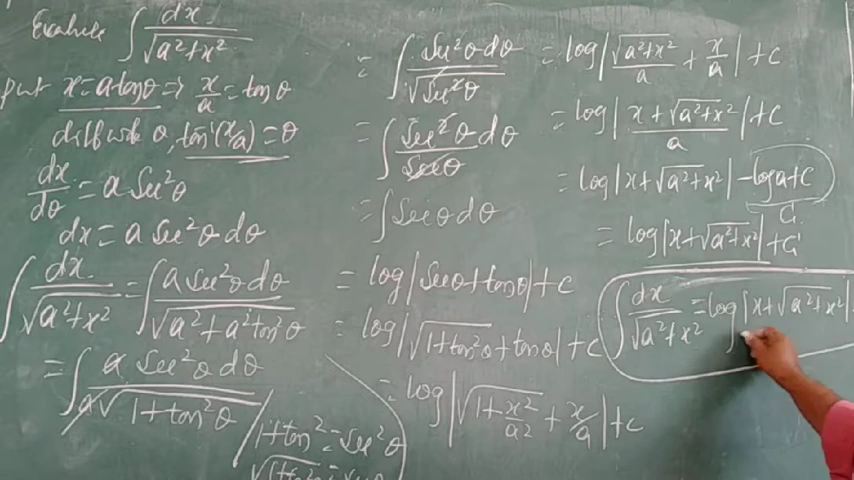 Evaluate ∫ dx/√(a²+x²)
put x = a tanθ ⇒ x/a = tanθ
diff w.r.t θ, tan⁻¹(x/a) = θ
dx/dθ = a sec²θ
dx = a sec²θ dθ
∫ dx/√(a²+x²) = ∫ a sec²θ dθ/√(a²+a²tan²θ)
= ∫ a sec²θ dθ/a√(1+tan²θ)
1+tan² = sec²θ
= ∫ sec²θ dθ/√(sec²θ)
= ∫ sec²θ dθ/secθ
= ∫ secθ dθ
= log|secθ+tanθ|+c
= log|√(1+tan²θ)+tanθ|+c
= log|√(1+x²/a²)+x/a|+c
= log|√(a²+x²)/a + x/a|+c
= log|(x+√(a²+x²))/a|+c
= log|x+√(a²+x²)| - log a+c
c¹
= log|x+√(a²+x²)|+c¹
∫ dx/√(a²+x²) = log|x+√(a²+x²)|